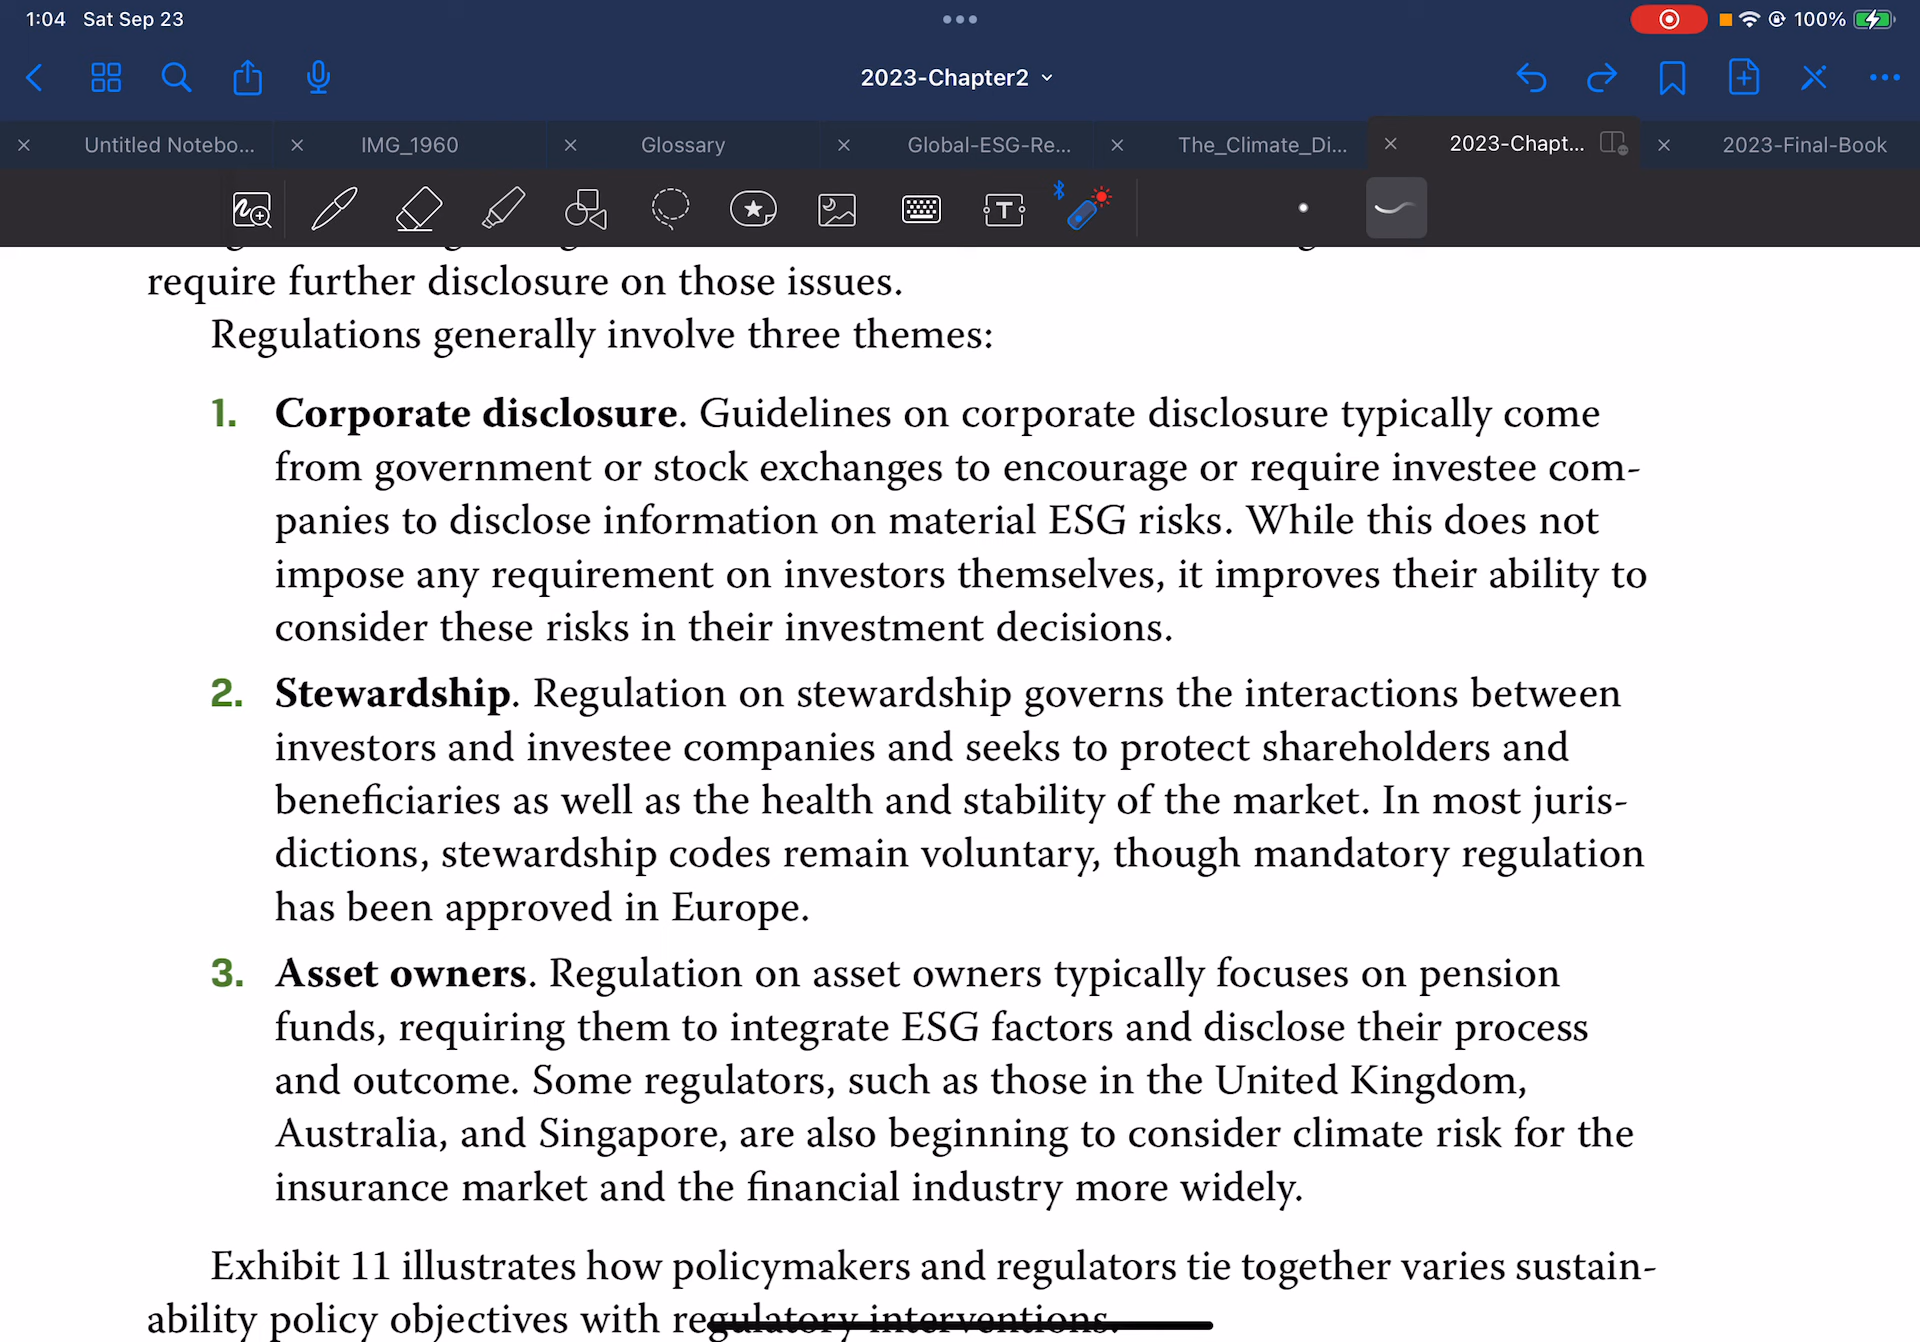 1:04 Sat Sep 23
100%
2023-Chapter2
Untitled Notebo...
IMG_1960
Glossary
Global-ESG-Re...
The_Climate_Di...
2023-Chapt...
2023-Final-Book
require further disclosure on those issues.
Regulations generally involve three themes:
1. Corporate disclosure. Guidelines on corporate disclosure typically come
from government or stock exchanges to encourage or require investee com-
panies to disclose information on material ESG risks. While this does not
impose any requirement on investors themselves, it improves their ability to
consider these risks in their investment decisions.
2. Stewardship. Regulation on stewardship governs the interactions between
investors and investee companies and seeks to protect shareholders and
beneficiaries as well as the health and stability of the market. In most juris-
dictions, stewardship codes remain voluntary, though mandatory regulation
has been approved in Europe.
3. Asset owners. Regulation on asset owners typically focuses on pension
funds, requiring them to integrate ESG factors and disclose their process
and outcome. Some regulators, such as those in the United Kingdom,
Australia, and Singapore, are also beginning to consider climate risk for the
insurance market and the financial industry more widely.
Exhibit 11 illustrates how policymakers and regulators tie together varies sustain-
ability policy objectives with regulatory interventions.